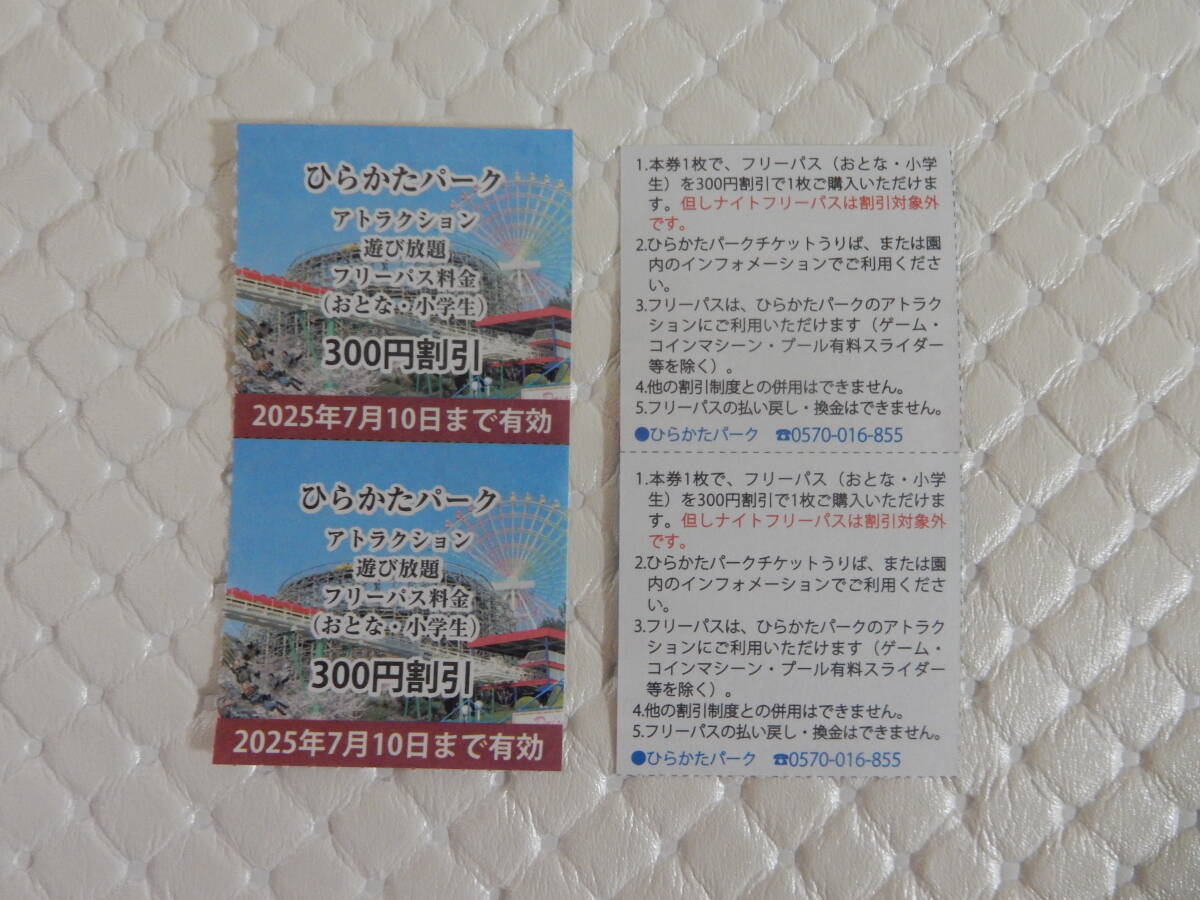 ひらかたパーク
アトラクション
遊び放題
フリーパス料金
(おとな・小学生)
300円割引
2025年7月10日まで有効
ひらかたパーク
アトラクション
遊び放題
フリーパス料金
(おとな・小学生)
300円割引
2025年7月10日まで有効
1.本券1枚で、フリーパス（おとな・小学
生）を300円割引で1枚ご購入いただけま
す。但しナイトフリーパスは割引対象外
です。
2.ひらかたパークチケットうりば、または園
内のインフォメーションでご利用くださ
い。
3.フリーパスは、ひらかたパークのアトラク
ションにご利用いただけます（ゲーム・
コインマシーン・プール有料スライダー
等を除く）。
4.他の割引制度との併用はできません。
5.フリーパスの払い戻し・換金はできません。
●ひらかたパーク ☎0570-016-855
1.本券1枚で、フリーパス（おとな・小学
生）を300円割引で1枚ご購入いただけま
す。但しナイトフリーパスは割引対象外
です。
2.ひらかたパークチケットうりば、または園
内のインフォメーションでご利用くださ
い。
3.フリーパスは、ひらかたパークのアトラク
ションにご利用いただけます（ゲーム・
コインマシーン・プール有料スライダー
等を除く）。
4.他の割引制度との併用はできません。
5.フリーパスの払い戻し・換金はできません。
●ひらかたパーク ☎0570-016-855